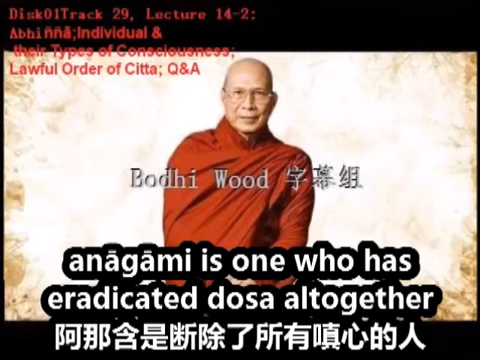 Disk01Track 29, Lecture 14-2:
Abhiññā;Individual &
their Types of Consciousness;
Lawful Order of Citta; Q&A
Bodhi Wood 字幕组
anāgāmi is one who has
eradicated dosa altogether
阿那含是断除了所有嗔心的人